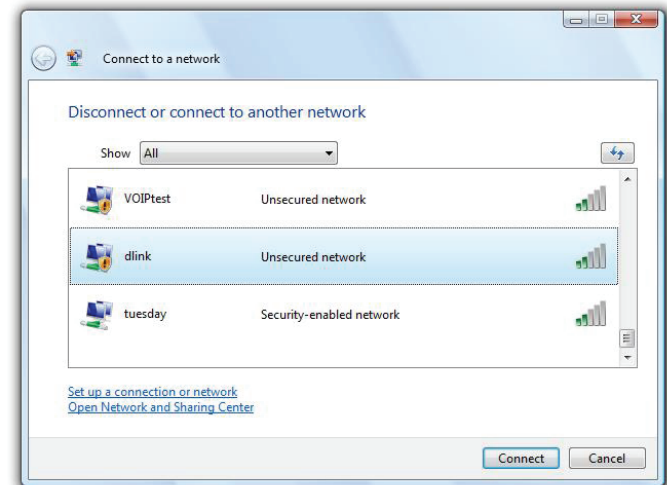 Connect to a network
Disconnect or connect to another network
Show All
VOIPtest Unsecured network
dlink Unsecured network
tuesday Security-enabled network
Set up a connection or network
Open Network and Sharing Center
Connect Cancel